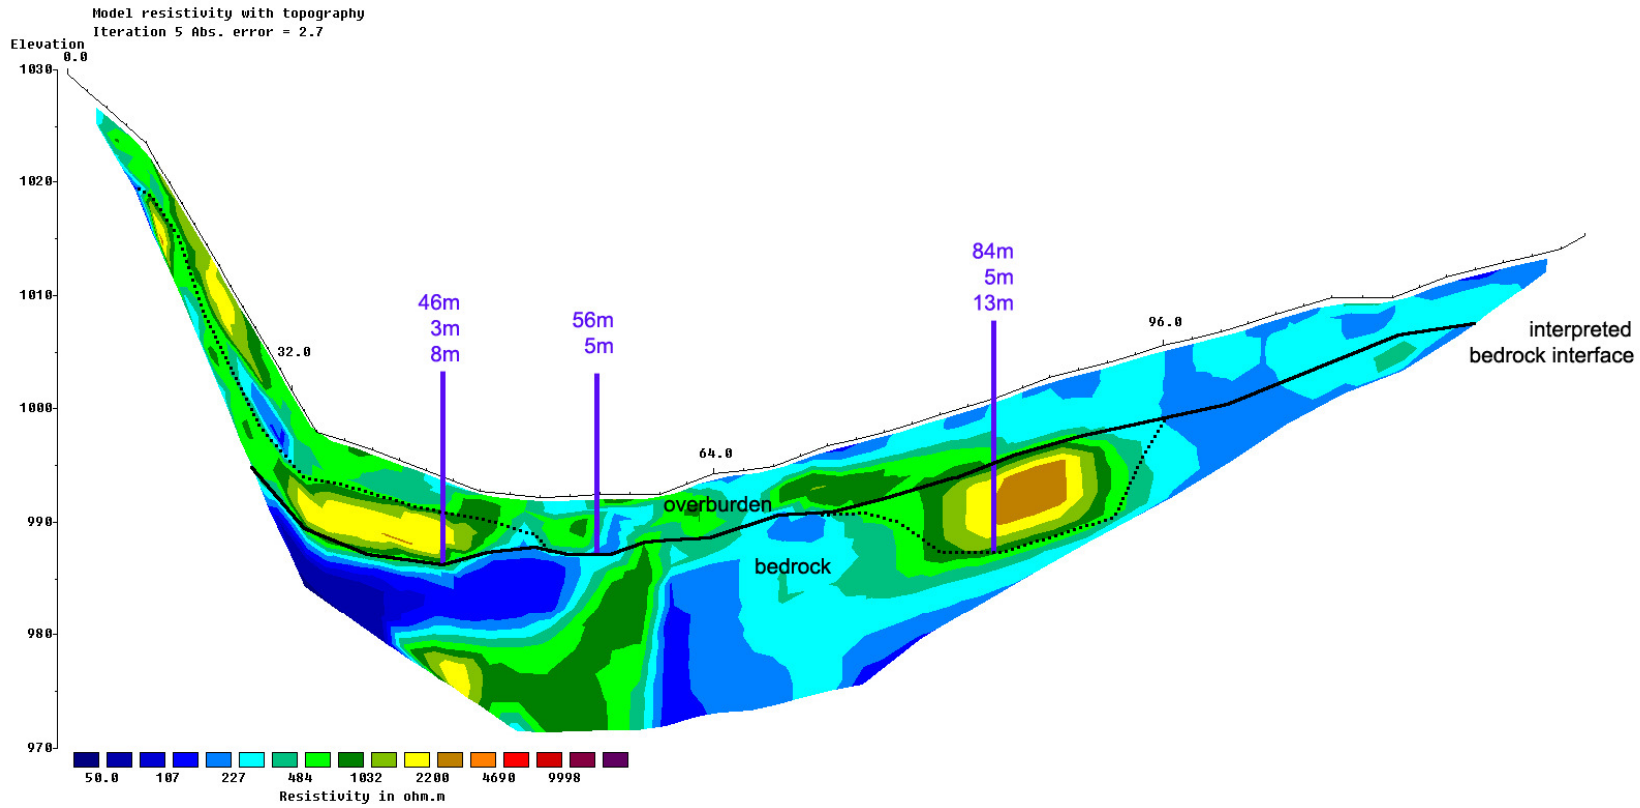 Model resistivity with topography
Iteration 5 Abs. error = 2.7
Elevation
0.0
1030
1020
84m
5m
13m
1010
46m
3m
8m
56m
5m
96.0
interpreted
bedrock interface
32.0
1000
64.0
990
overburden
bedrock
980
970
50.0 107 227 484 1032 2200 4690 9998
Resistivity in ohm.m